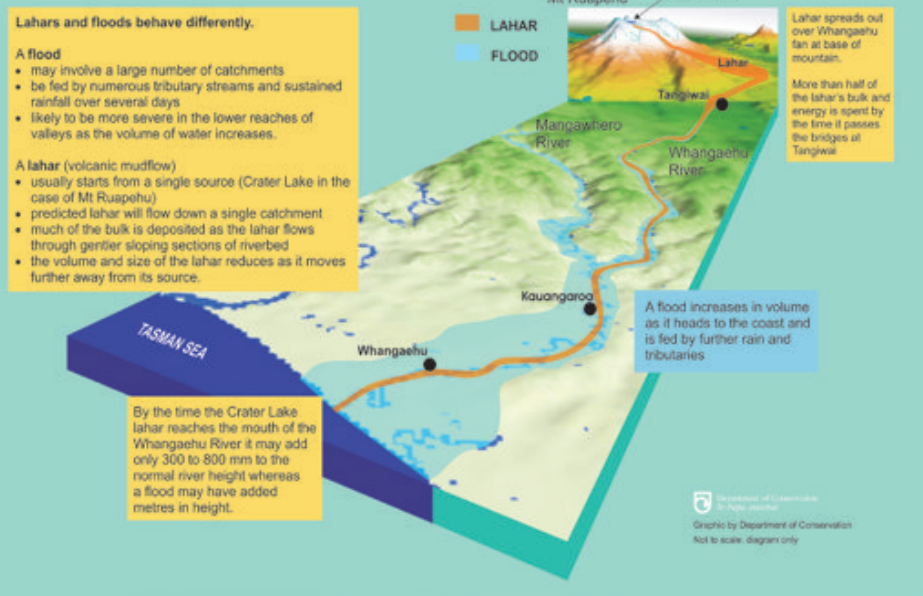 Mt Ruapehu
Lahars and floods behave differently.
A flood
• may involve a large number of catchments
• be fed by numerous tributary streams and sustained
rainfall over several days
• likely to be more severe in the lower reaches of
valleys as the volume of water increases.
A lahar (volcanic mudflow)
• usually starts from a single source (Crater Lake in the
case of Mt Ruapehu)
• predicted lahar will flow down a single catchment
• much of the bulk is deposited as the lahar flows
through gentler sloping sections of riverbed
• the volume and size of the lahar reduces as it moves
further away from its source.
LAHAR
FLOOD
Lahar spreads out
over Whangaehu
fan at base of
mountain.
More than half of
the lahar's bulk and
energy is spent by
the time it passes
the bridges at
Tangiwai
Lahar
Tangiwai
Mangawhero
River
Whangaehu
River
Kauangaroa
A flood increases in volume
as it heads to the coast and
is fed by further rain and
tributaries
TASMAN SEA
Whangaehu
By the time the Crater Lake
lahar reaches the mouth of the
Whangaehu River it may add
only 300 to 800 mm to the
normal river height whereas
a flood may have added
metres in height.
Department of Conservation
Te Papa Atawhai
Graphic by Department of Conservation
Not to scale, diagram only